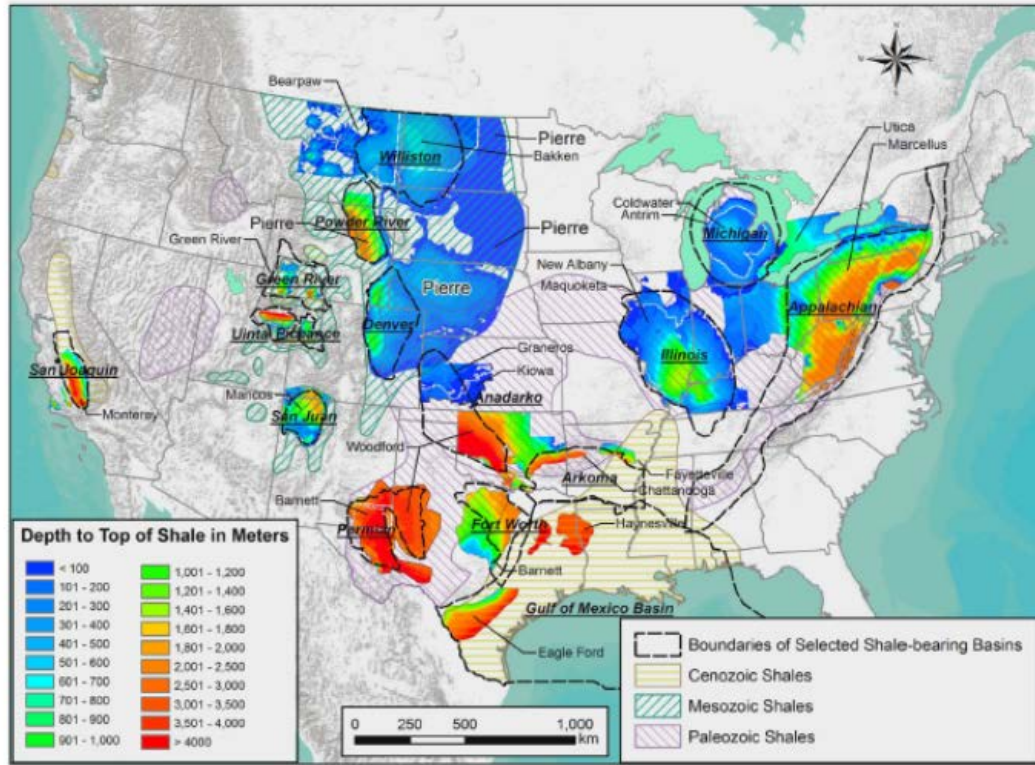 Bearpaw
Pierre
Bakken
Williston
Utica
Marcellus
Coldwater
Antrim
Michigan
Pierre
Powder River
Green River
Green River
Pierre
Pierre
New Albany
Maquoketa
Appalachian
Uinta Piceance
Denver
Illinois
Graneros
Kiowa
San Joaquin
Monterey
Mancos
San Juan
Anadarko
Woodford
Arkoma
Fayetteville
Chattanooga
Barnett
Permian
Fort Worth
Haynesville
Barnett
Gulf of Mexico Basin
Eagle Ford
N
Depth to Top of Shale in Meters
< 100
101 - 200
201 - 300
301 - 400
401 - 500
501 - 600
601 - 700
701 - 800
801 - 900
901 - 1,000
1,001 - 1,200
1,201 - 1,400
1,401 - 1,600
1,601 - 1,800
1,801 - 2,000
2,001 - 2,500
2,501 - 3,000
3,001 - 3,500
3,501 - 4,000
> 4000
0 250 500 1,000
km
Boundaries of Selected Shale-bearing Basins
Cenozoic Shales
Mesozoic Shales
Paleozoic Shales